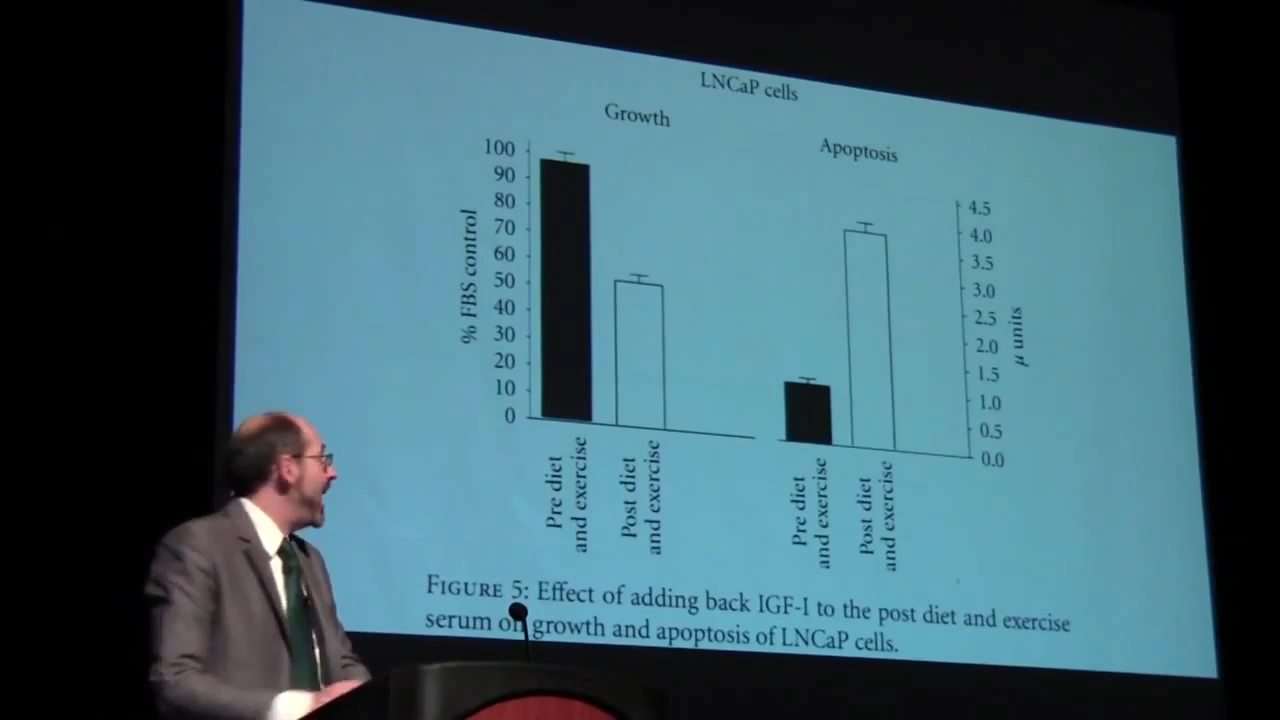 LNCaP cells
Growth
Apoptosis
% FBS control
100
90
80
70
60
50
40
30
20
10
0
Pre diet
and exercise
Post diet
and exercise
4.5
4.0
3.5
3.0
2.5
2.0
1.5
1.0
0.5
0.0
μ units
Pre diet
and exercise
Post diet
and exercise
FIGURE 5: Effect of adding back IGF-I to the post diet and exercise
serum on growth and apoptosis of LNCaP cells.